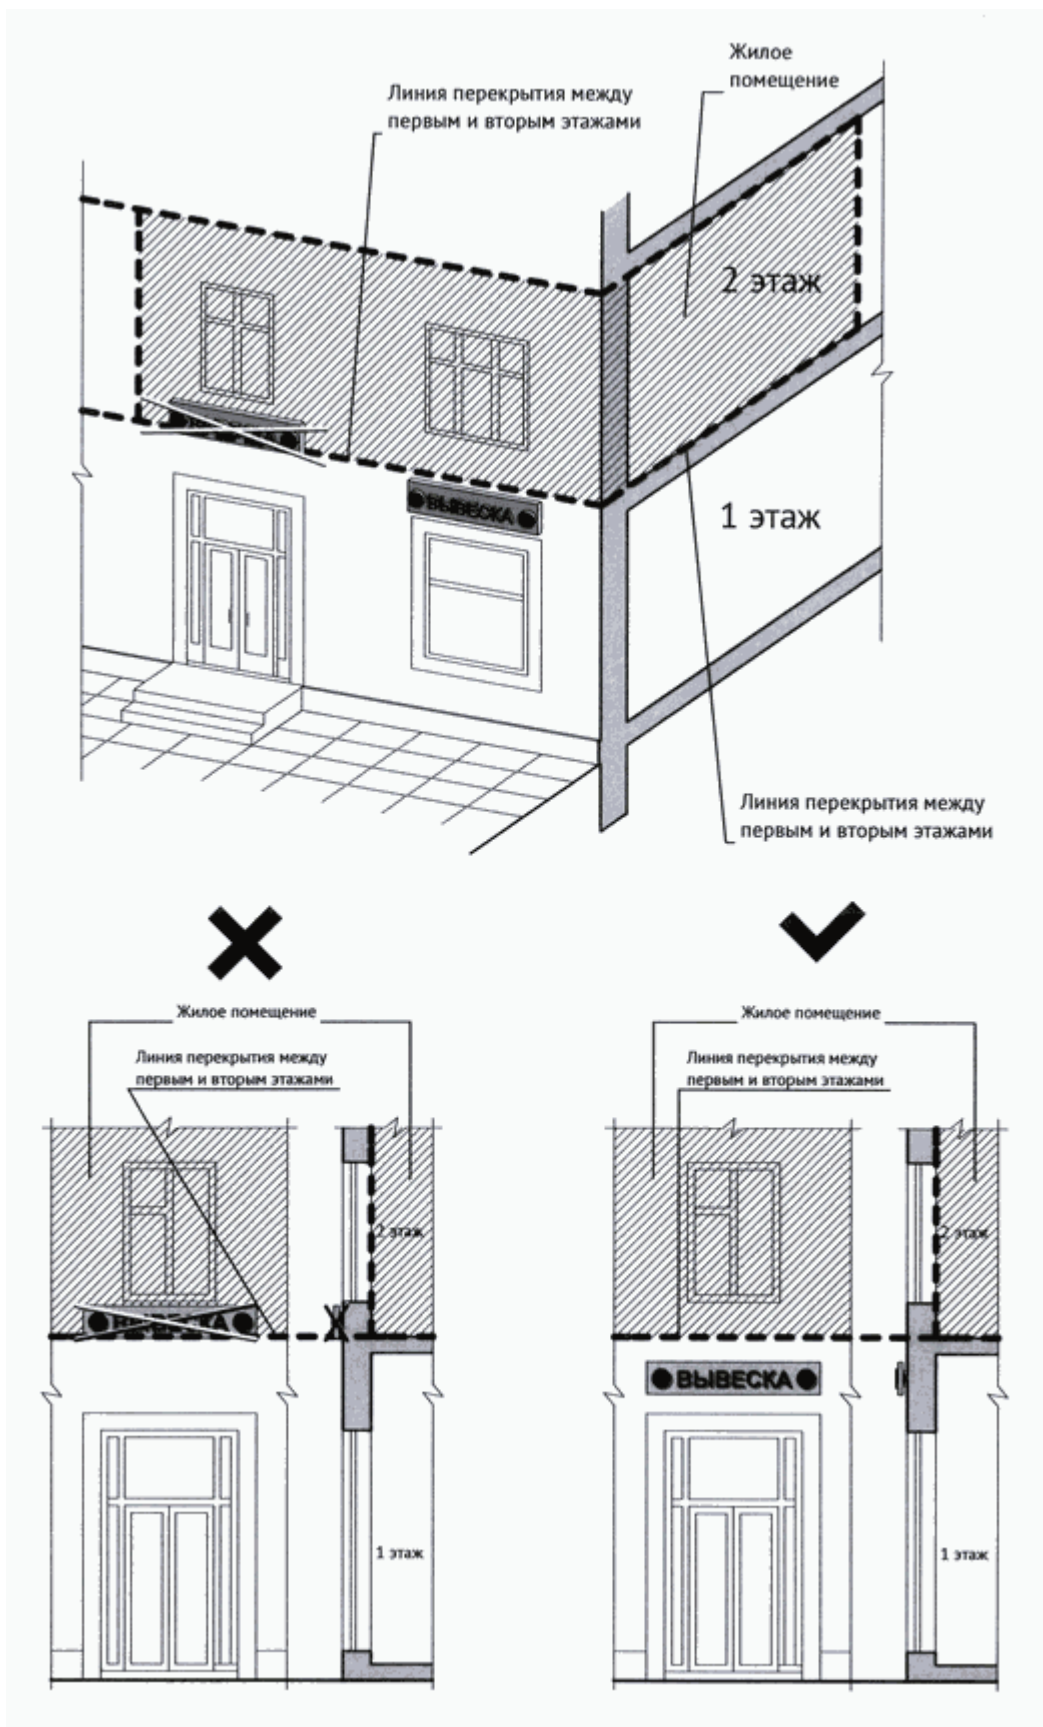 Жилое
помещение
Линия перекрытия между
первым и вторым этажами
2 этаж
ВЫВЕСКА
1 этаж
Линия перекрытия между
первым и вторым этажами
Жилое помещение
Линия перекрытия между
первым и вторым этажами
2 этаж
ВЫВЕСКА
1 этаж
Жилое помещение
Линия перекрытия между
первым и вторым этажами
2 этаж
ВЫВЕСКА
1 этаж